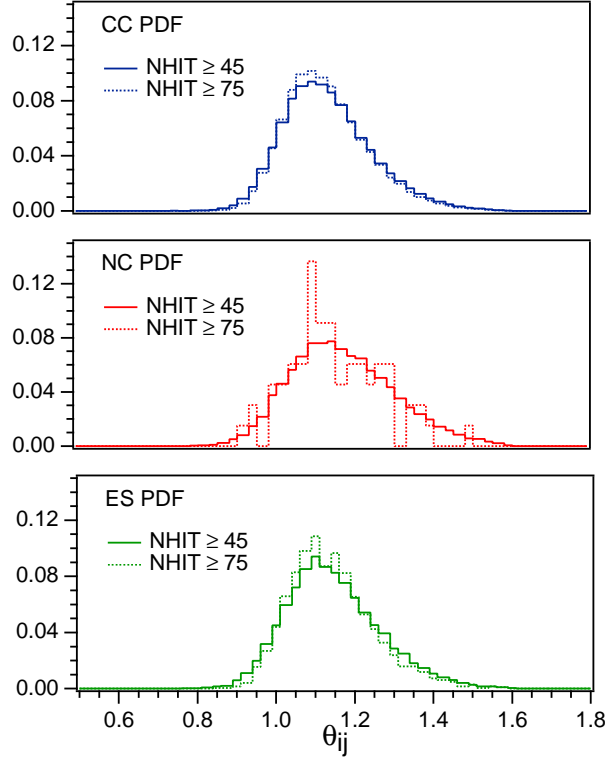 CC PDF
0.12
NHIT ≥ 45
NHIT ≥ 75
0.08
0.04
0.00
NC PDF
0.12
NHIT ≥ 45
NHIT ≥ 75
0.08
0.04
0.00
ES PDF
0.12
NHIT ≥ 45
NHIT ≥ 75
0.08
0.04
0.00
0.6 0.8 1.0 1.2 1.4 1.6 1.8
θij